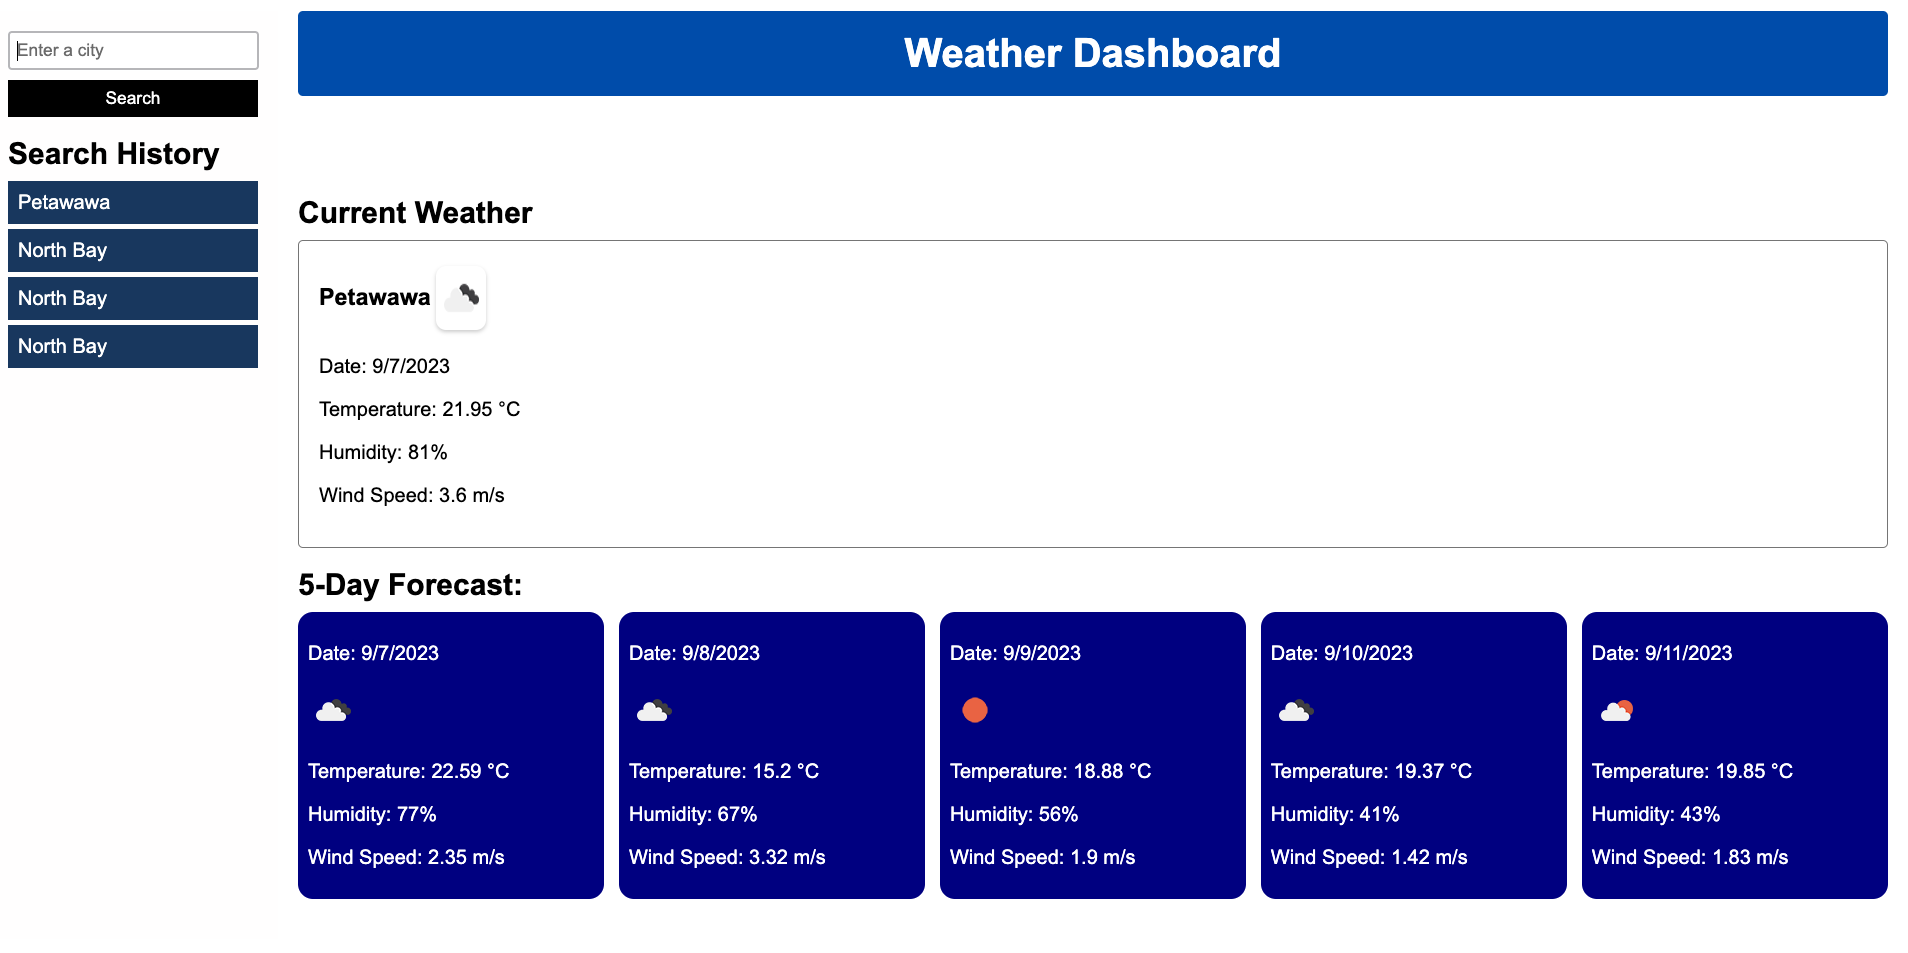 Enter a city
Search
Search History
Petawawa
North Bay
North Bay
North Bay
Weather Dashboard
Current Weather
Petawawa
Date: 9/7/2023
Temperature: 21.95 °C
Humidity: 81%
Wind Speed: 3.6 m/s
5-Day Forecast:
Date: 9/7/2023
Temperature: 22.59 °C
Humidity: 77%
Wind Speed: 2.35 m/s
Date: 9/8/2023
Temperature: 15.2 °C
Humidity: 67%
Wind Speed: 3.32 m/s
Date: 9/9/2023
Temperature: 18.88 °C
Humidity: 56%
Wind Speed: 1.9 m/s
Date: 9/10/2023
Temperature: 19.37 °C
Humidity: 41%
Wind Speed: 1.42 m/s
Date: 9/11/2023
Temperature: 19.85 °C
Humidity: 43%
Wind Speed: 1.83 m/s